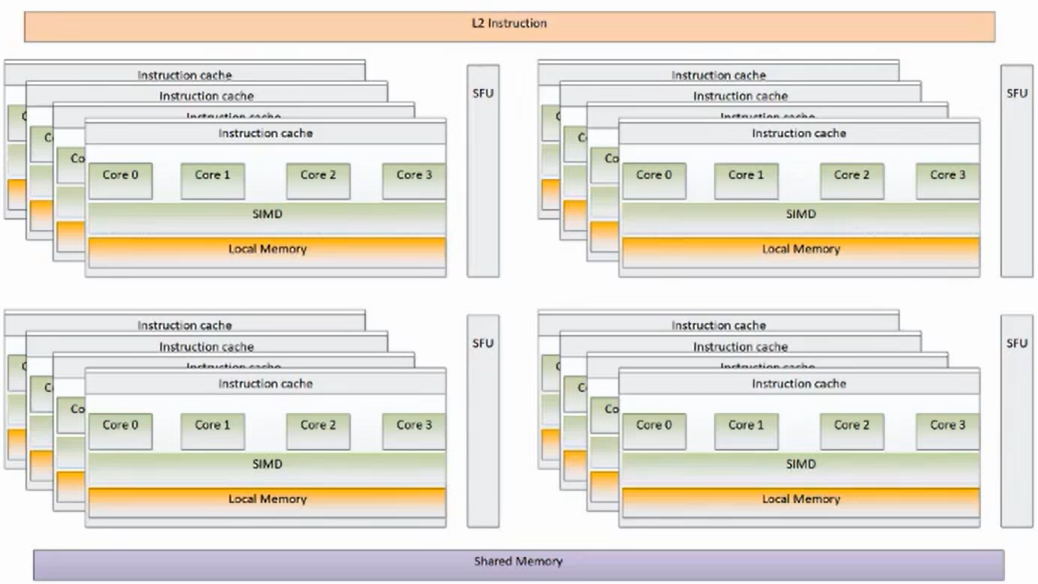 L2 Instruction
Instruction cache
Instruction cache
Instruction cache
Instruction cache
C
C
Co
Core 0 Core 1 Core 2 Core 3
SIMD
Local Memory
SFU
Instruction cache
Instruction cache
Instruction cache
Instruction cache
C
C
Co
Core 0 Core 1 Core 2 Core 3
SIMD
Local Memory
SFU
Instruction cache
Instruction cache
Instruction cache
Instruction cache
C
C
Co
Core 0 Core 1 Core 2 Core 3
SIMD
Local Memory
SFU
Instruction cache
Instruction cache
Instruction cache
Instruction cache
C
C
Co
Core 0 Core 1 Core 2 Core 3
SIMD
Local Memory
SFU
Shared Memory